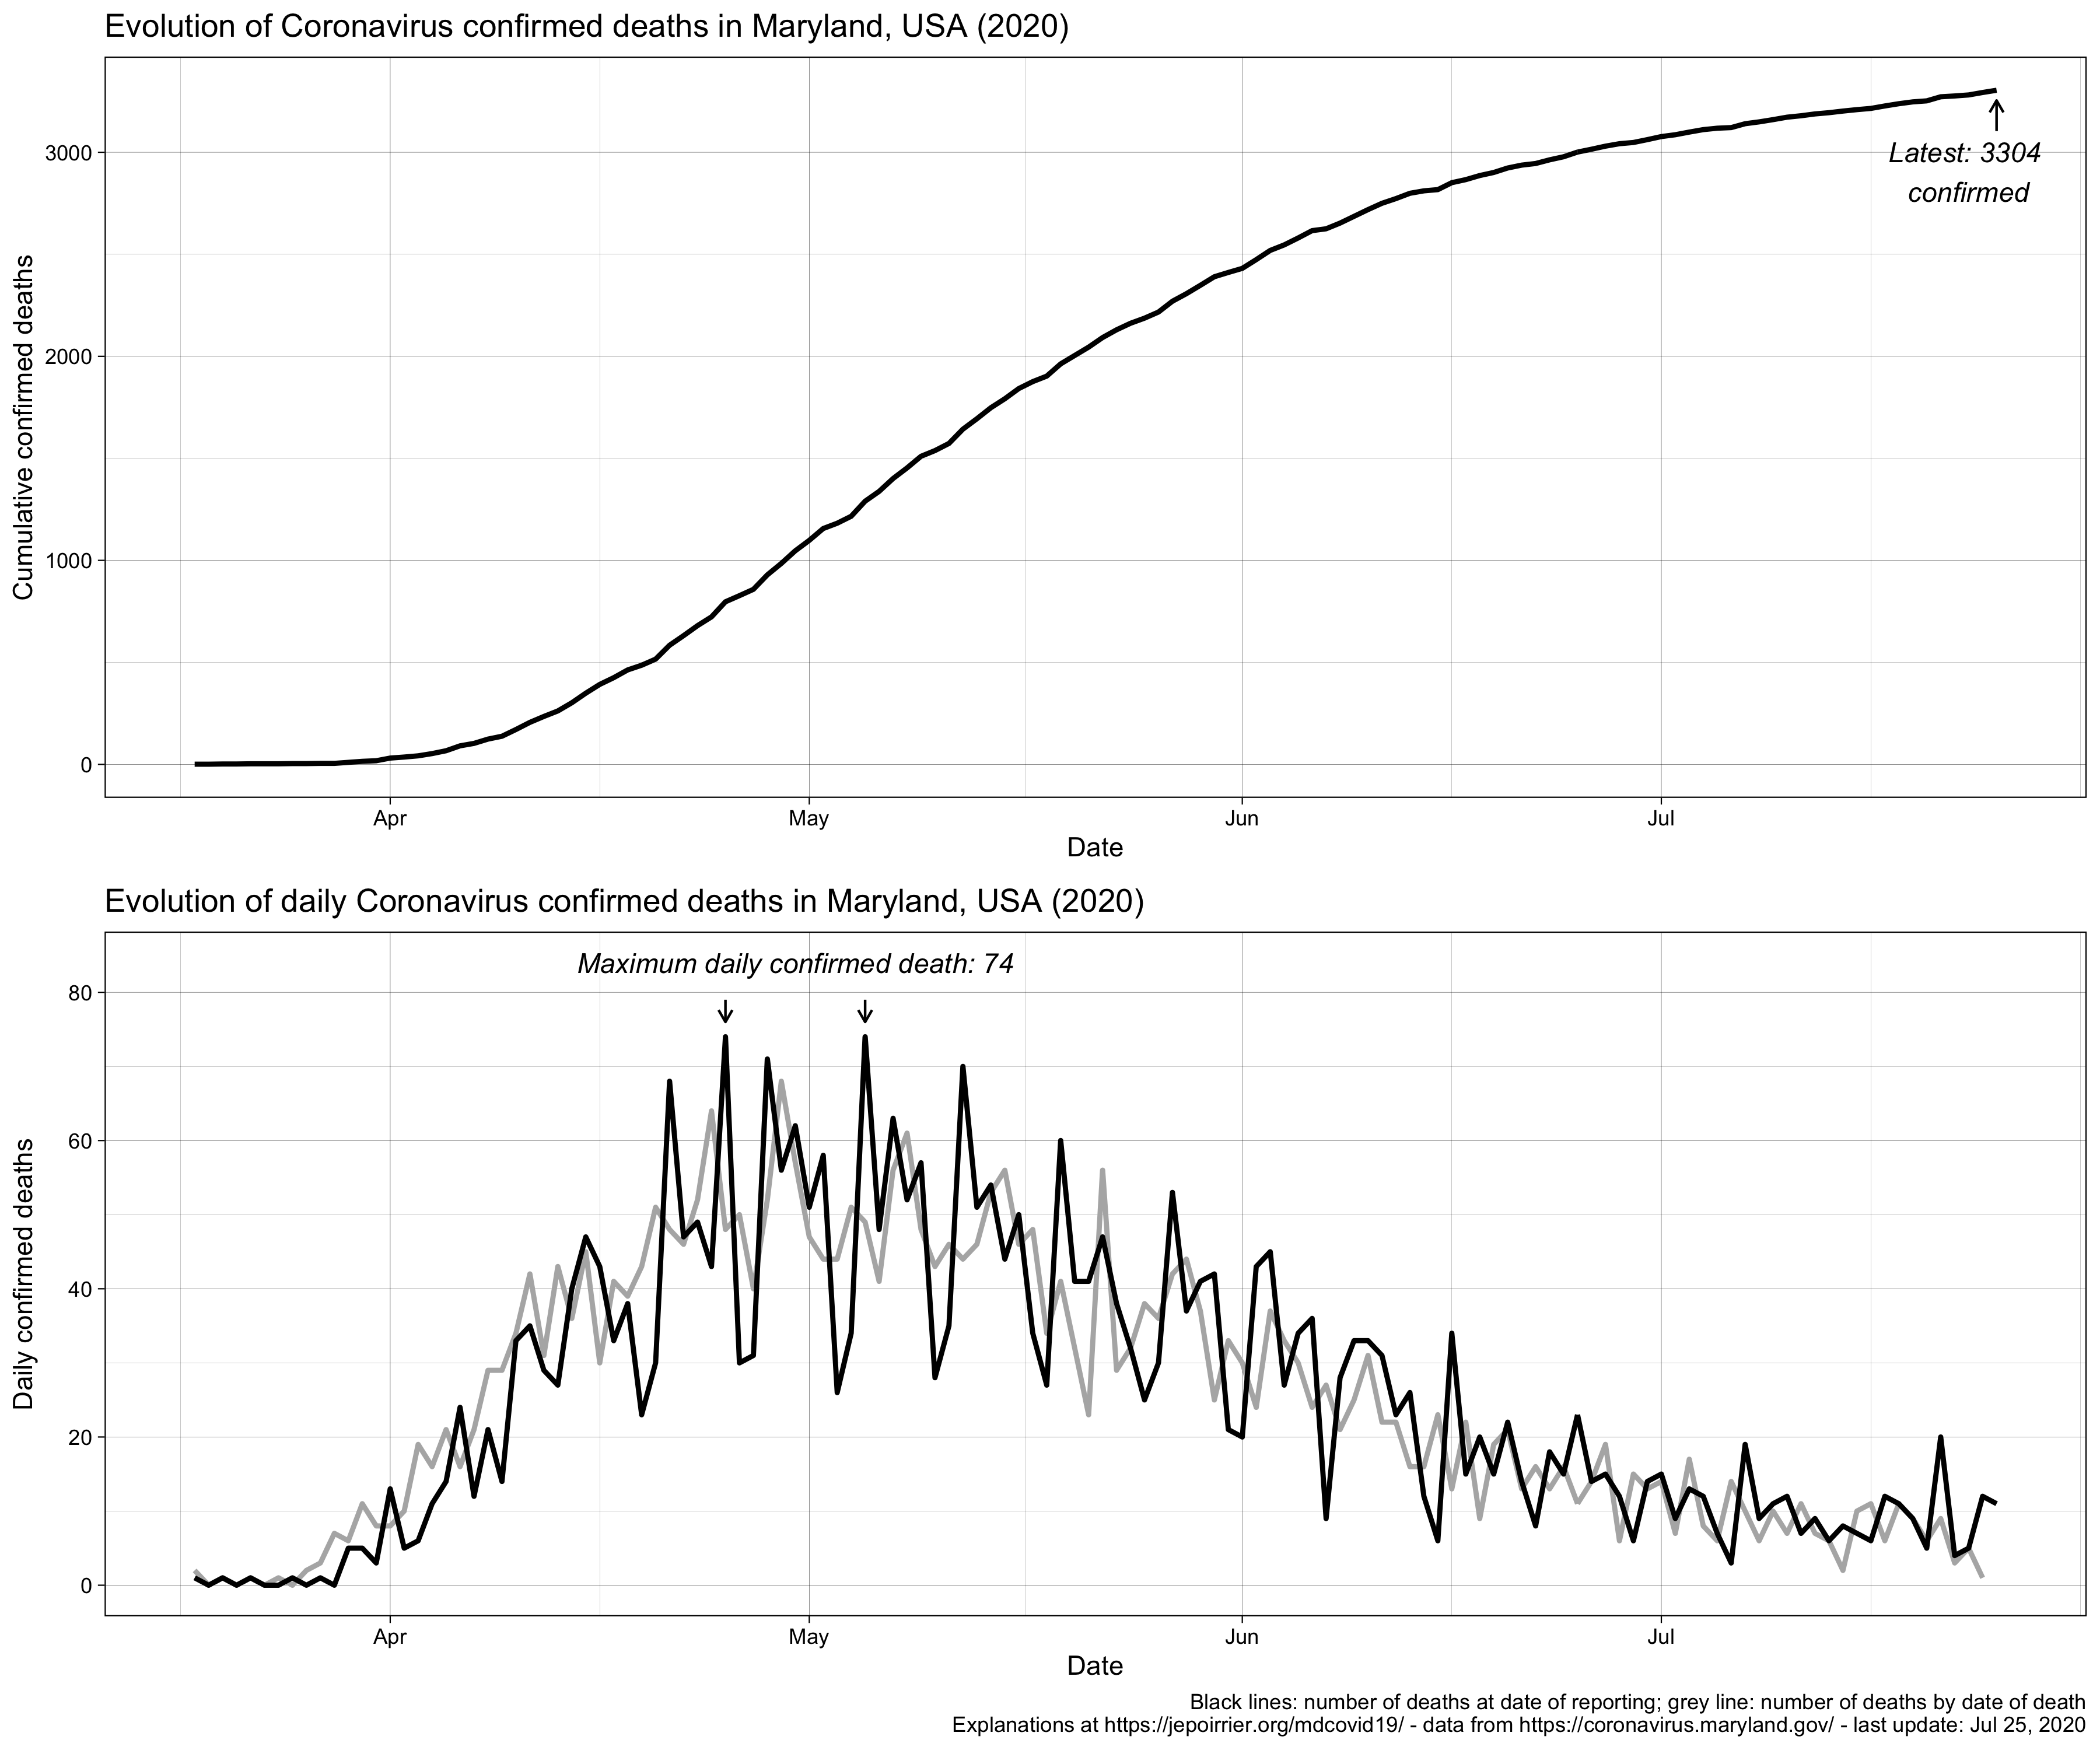 Evolution of Coronavirus confirmed deaths in Maryland, USA (2020)
Cumulative confirmed deaths
3000
2000
1000
0
Latest: 3304
confirmed
Apr
May
Jun
Jul
Date
Evolution of daily Coronavirus confirmed deaths in Maryland, USA (2020)
Daily confirmed deaths
Maximum daily confirmed death: 74
80
60
40
20
0
Apr
May
Jun
Jul
Date
Black lines: number of deaths at date of reporting; grey line: number of deaths by date of death
Explanations at https://jepoirrier.org/mdcovid19/ - data from https://coronavirus.maryland.gov/ - last update: Jul 25, 2020